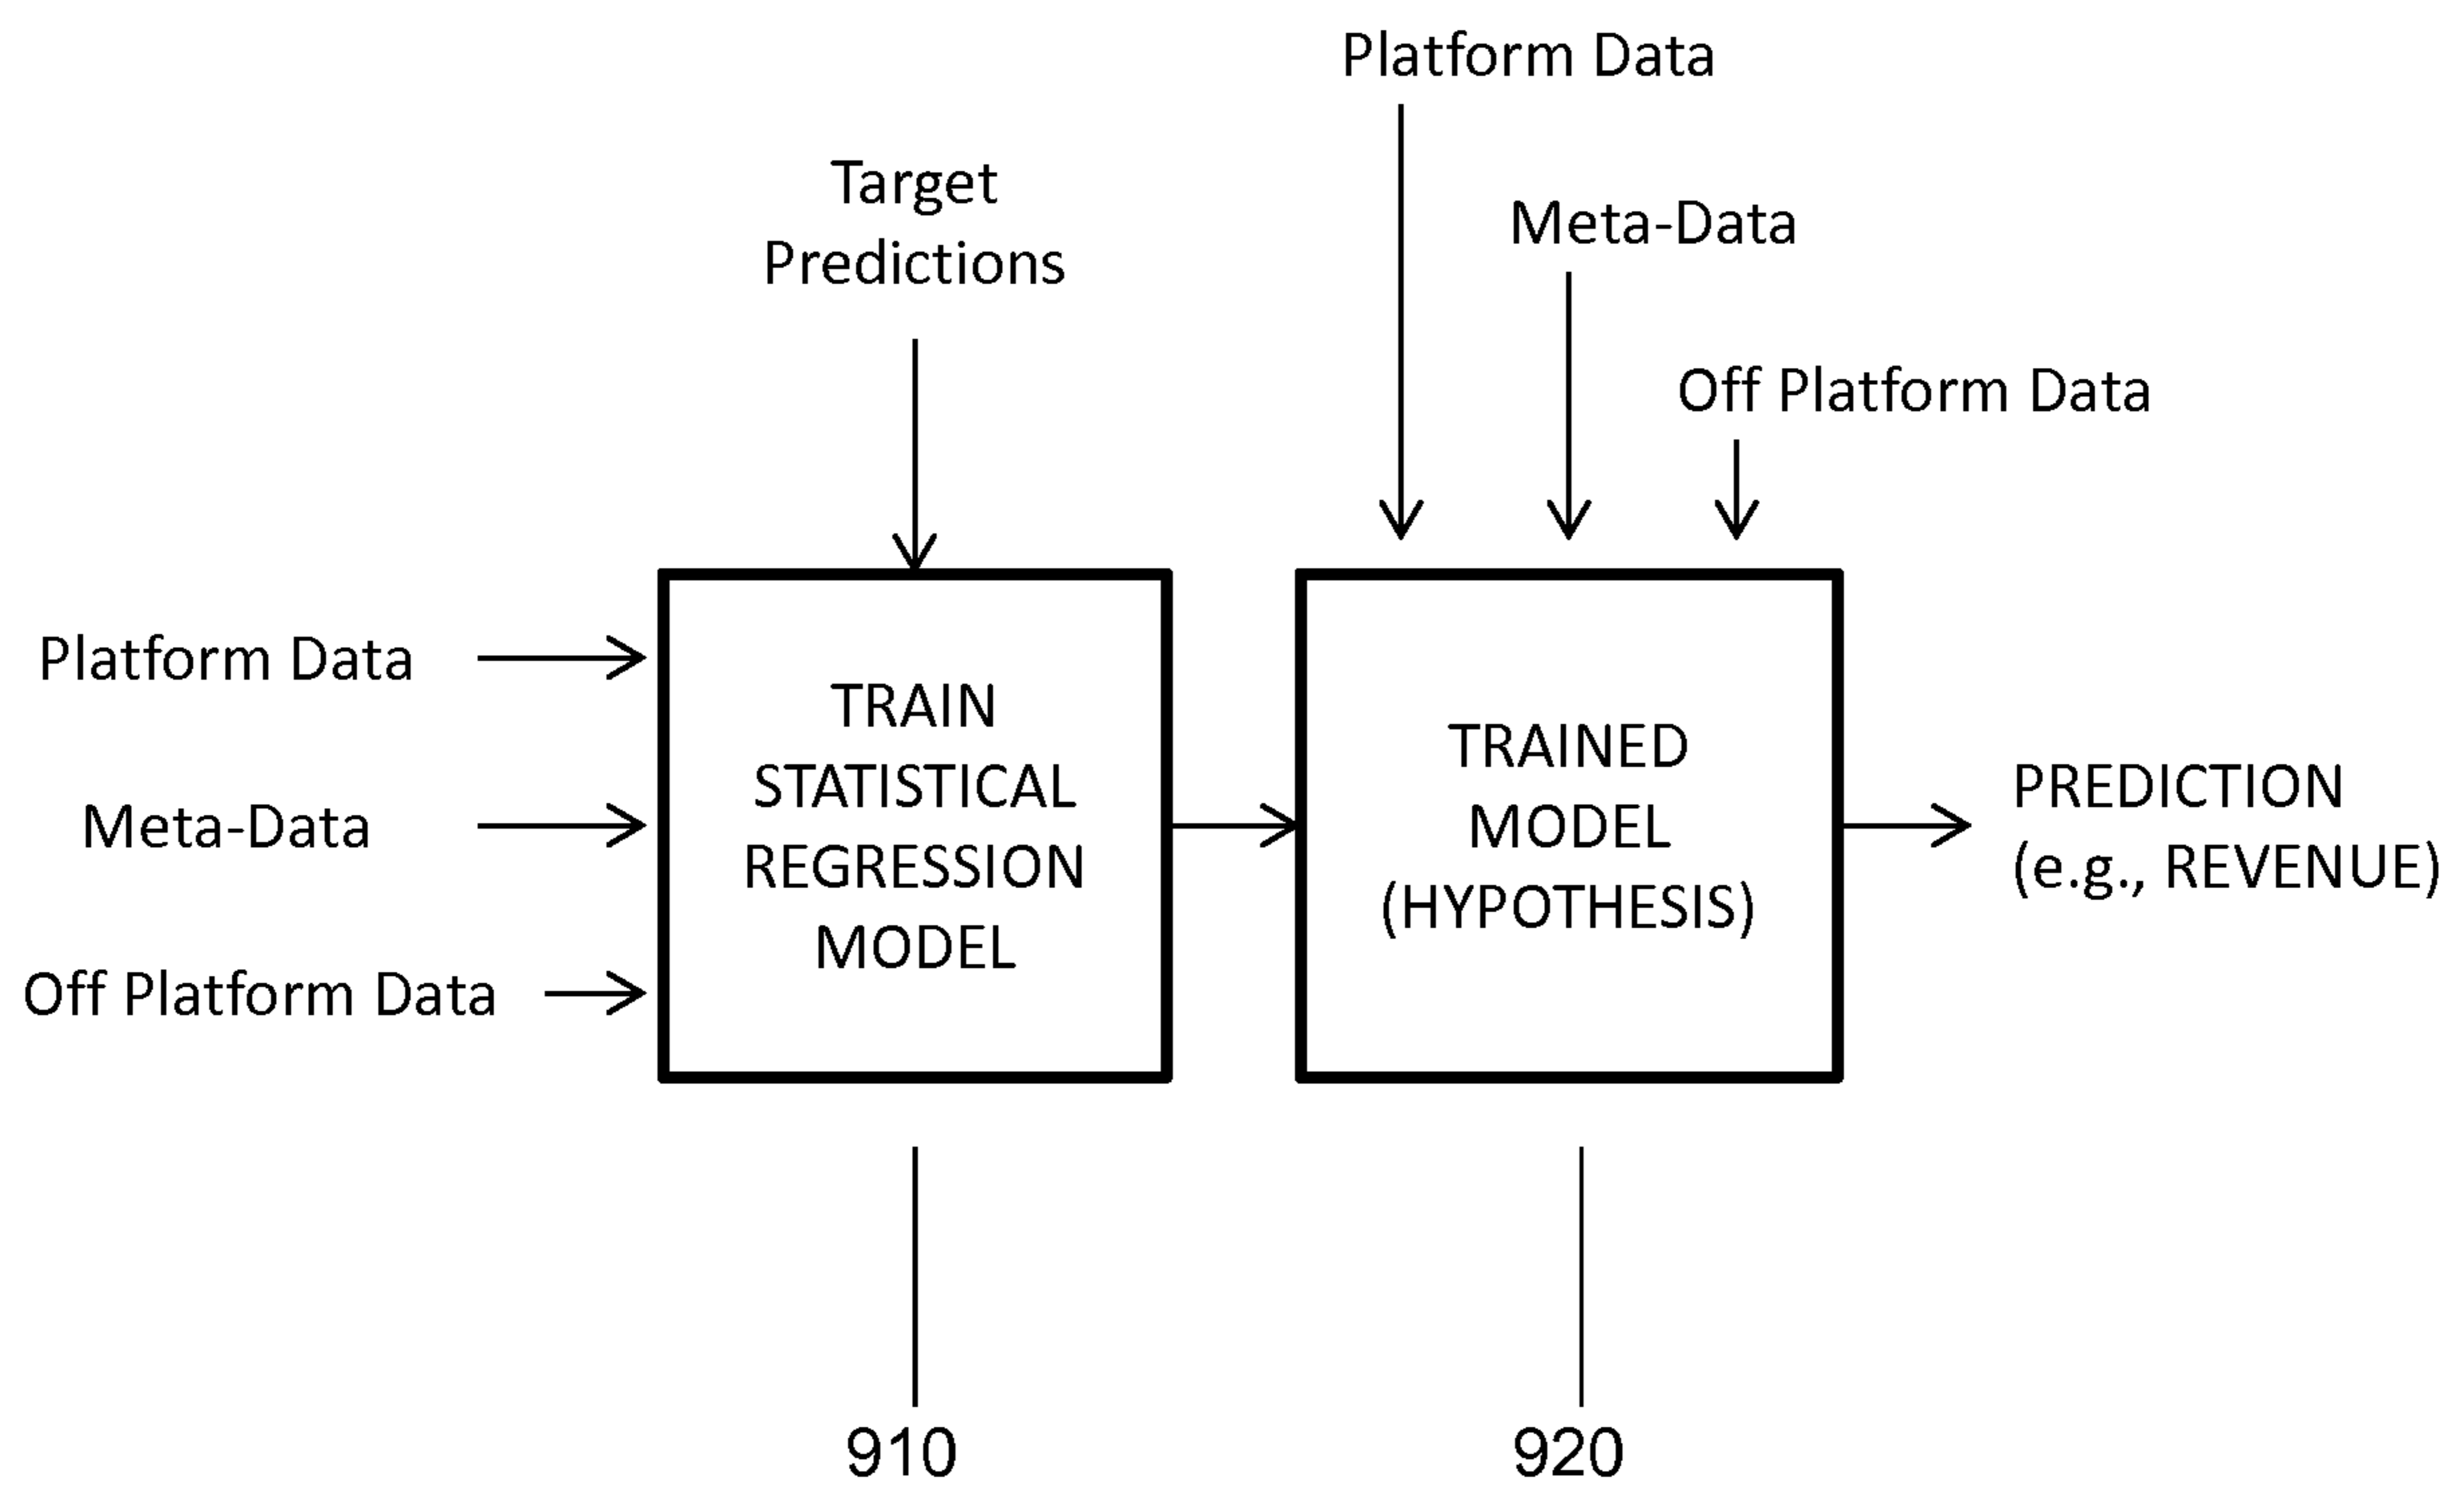 Platform Data
Target
Predictions
Meta-Data
Off Platform Data
Platform Data
Meta-Data
Off Platform Data
TRAIN
STATISTICAL
REGRESSION
MODEL
TRAINED
MODEL
(HYPOTHESIS)
PREDICTION
(e.g., REVENUE)
910
920